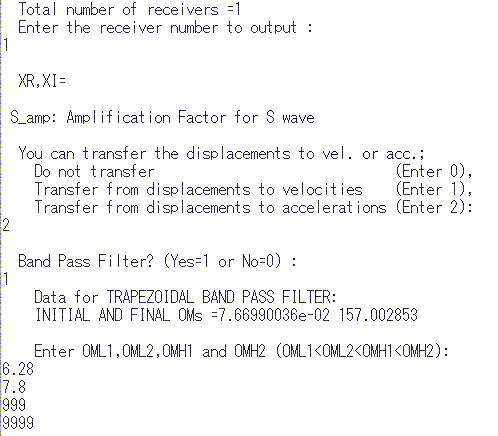 Total number of receivers =1
Enter the receiver number to output :
1
XR,XI=
S_amp: Amplification Factor for S wave
You can transfer the displacements to vel. or acc.;
Do not transfer (Enter 0),
Transfer from displacements to velocities (Enter 1),
Transfer from displacements to accelerations (Enter 2):
2
Band Pass Filter? (Yes=1 or No=0) :
1
Data for TRAPEZOIDAL BAND PASS FILTER:
INITIAL AND FINAL OMs =7.66990036e-02 157.002853
Enter OML1,OML2,OMH1 and OMH2 (OML1<OML2<OMH1<OMH2):
6.28
7.8
999
9999